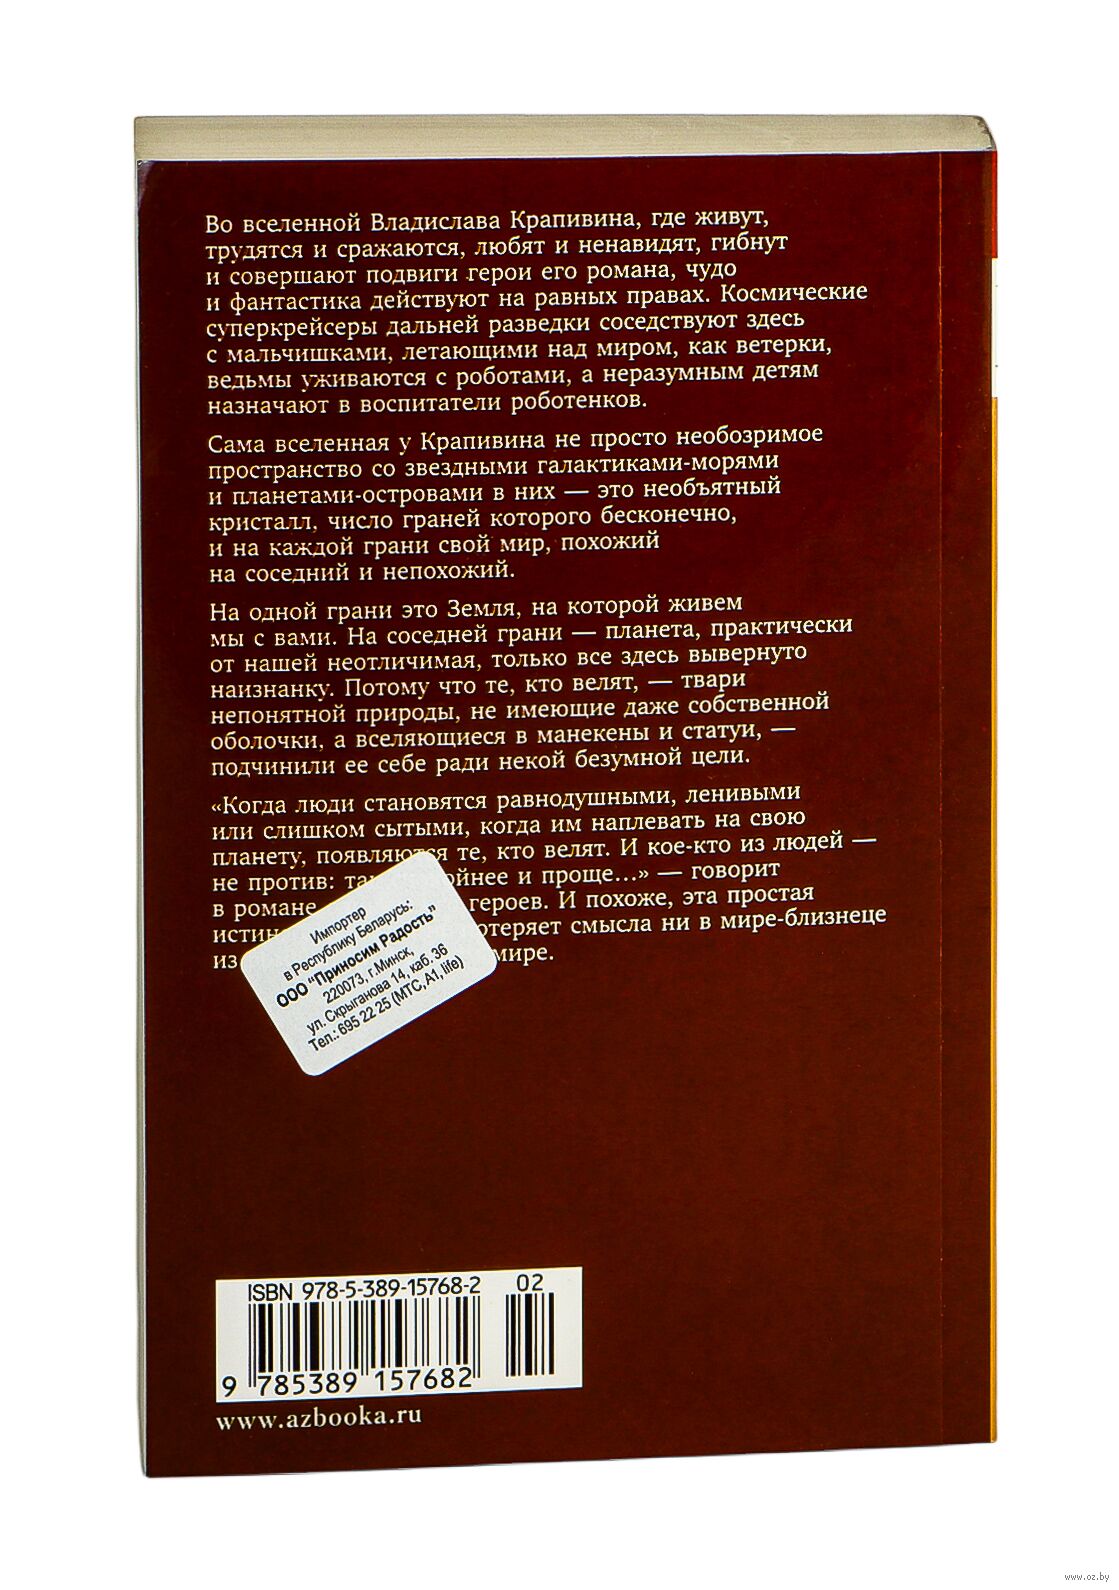 Во вселенной Владислава Крапивина, где живут,
трудятся и сражаются, любят и ненавидят, гибнут
и совершают подвиги герои его романа, чудо
и фантастика действуют на равных правах. Космические
суперкрейсеры дальней разведки соседствуют здесь
с мальчишками, летающими над миром, как ветерки,
ведьмы уживаются с роботами, а неразумным детям
назначают в воспитатели роботенков.
Сама вселенная у Крапивина не просто необозримое
пространство со звездными галактиками-морями
и планетами-островами в них — это необъятный
кристалл, число граней которого бесконечно,
и на каждой грани свой мир, похожий
на соседний и непохожий.
На одной грани это Земля, на которой живем
мы с вами. На соседней грани — планета, практически
от нашей неотличимая, только все здесь вывернуто
наизнанку. Потому что те, кто велят, — твари
непонятной природы, не имеющие даже собственной
оболочки, а вселяющиеся в манекены и статуи, —
подчинили ее себе ради некой безумной цели.
«Когда люди становятся равнодушными, ленивыми
или слишком сытыми, когда им наплевать на свою
планету, появляются те, кто велят. И кое-кто из людей —
не против: так ойнее и проще…» — говорит
в романе героев. И похоже, эта простая
истин отеряет смысла ни в мире-близнеце
из мире.
Импортер
в Республику Беларусь:
ООО "Приносим Радость"
220073, г.Минск,
ул. Скрыганова 14, каб. 36
Тел.: 695 22 25 (МТС, А1, life)
ISBN 978-5-389-15768-2 02
9 785389 157682
www.azbooka.ru
www.oz.by